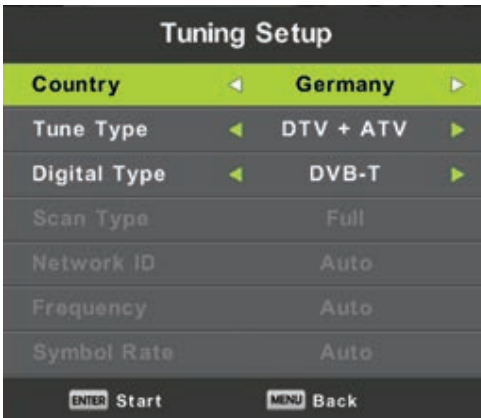 Tuning Setup
Country Germany
Tune Type DTV + ATV
Digital Type DVB-T
Scan Type Full
Network ID Auto
Frequency Auto
Symbol Rate Auto
ENTER Start MENU Back